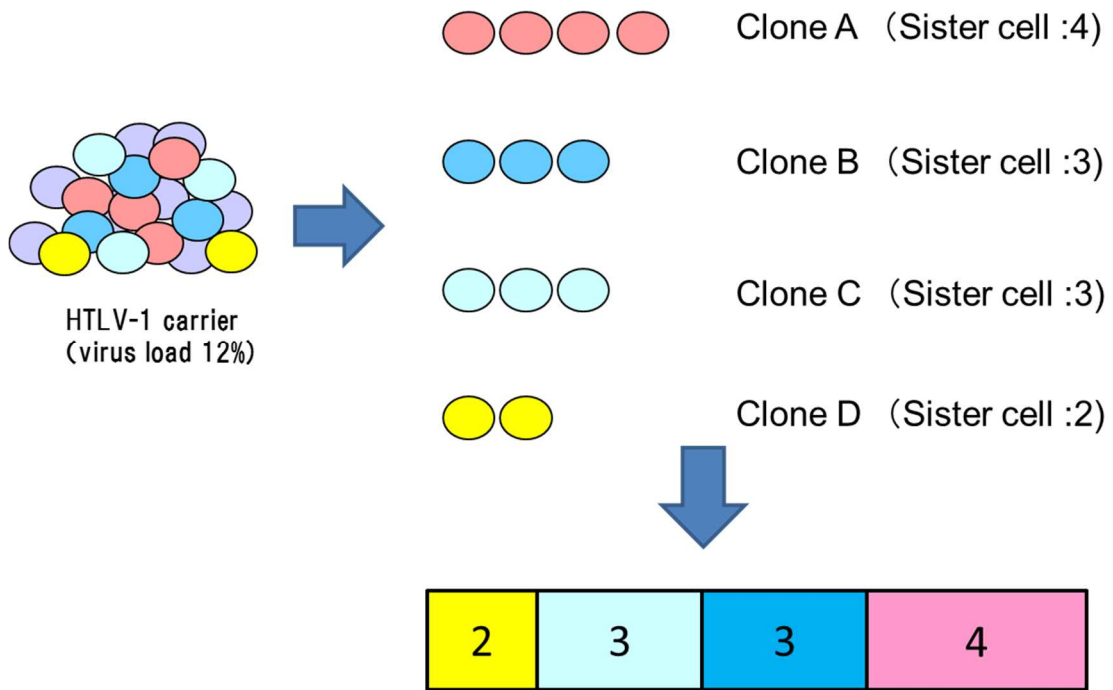 Clone A （Sister cell :4)
Clone B （Sister cell :3)
HTLV-1 carrier
(virus load 12%)
Clone C （Sister cell :3)
Clone D （Sister cell :2)
2 3 3 4